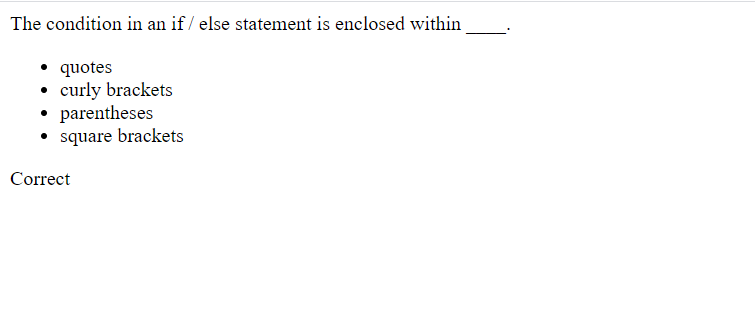 The condition in an if / else statement is enclosed within ____.
quotes
curly brackets
parentheses
square brackets
Correct